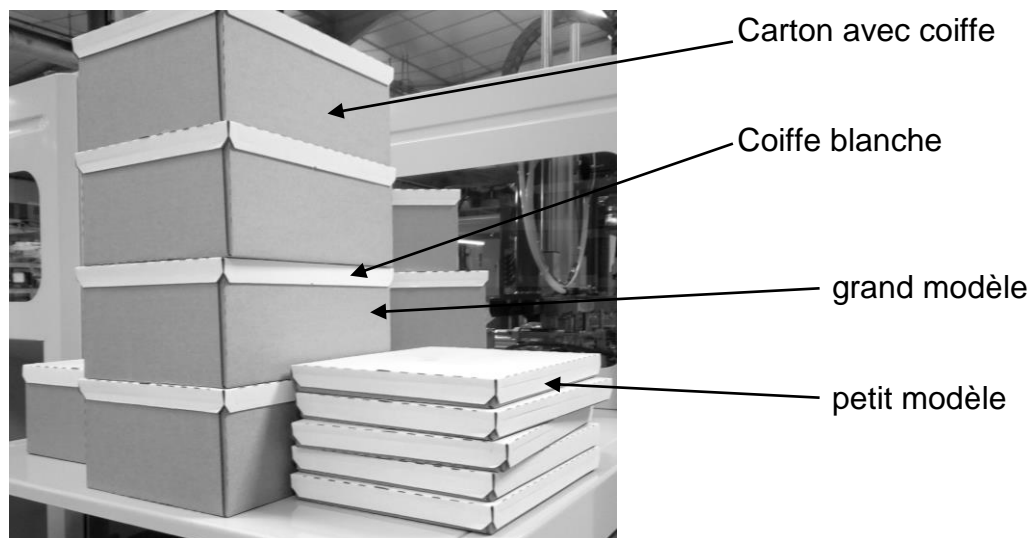 Carton avec coiffe
Coiffe blanche
grand modèle
petit modèle